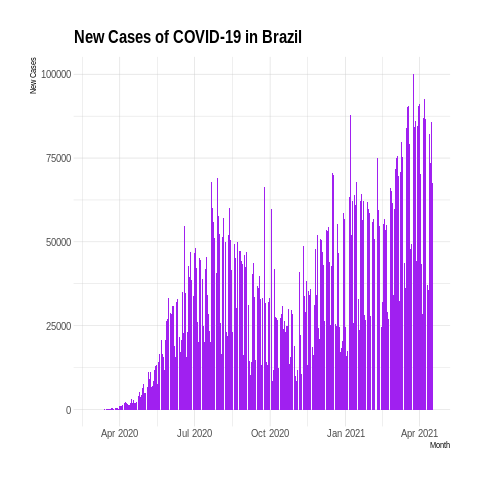 New Cases of COVID-19 in Brazil
New Cases
100000
75000
50000
25000
0
Apr 2020 Jul 2020 Oct 2020 Jan 2021 Apr 2021
Month